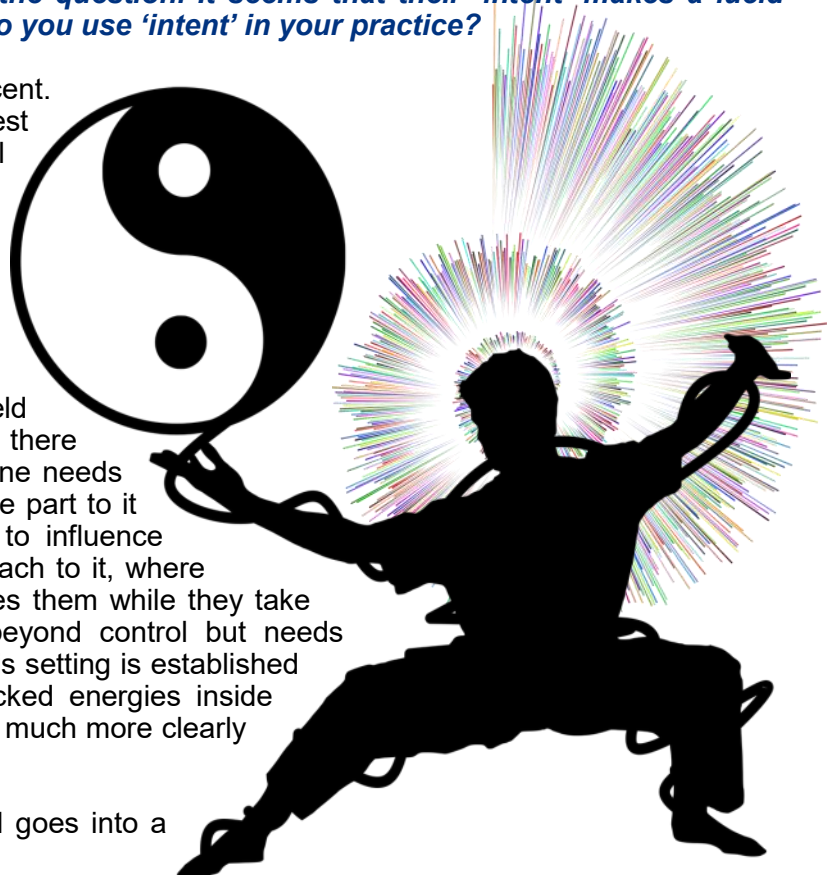 the question: It seems that their 'intent' makes a lucid
o you use 'intent' in your practice?
cent.
est
l
eld
there
ne needs
e part to it
to influence
ach to it, where
es them while they take
beyond control but needs
s setting is established
cked energies inside
much more clearly
l goes into a